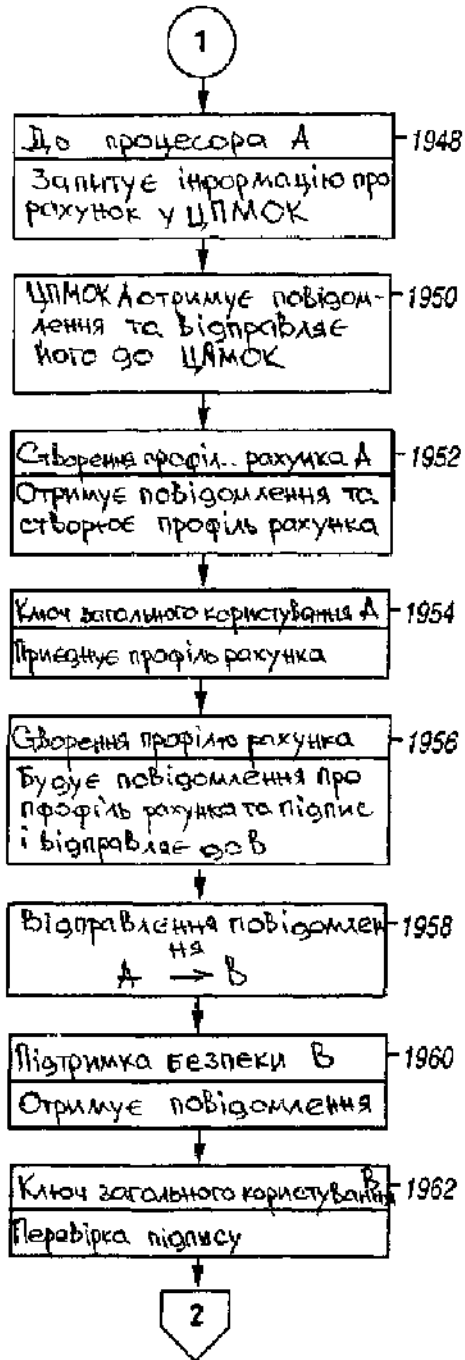 1
До процесора А
1948
Запитує інформацію про
рахунок у ЦПМОК
ЦПМОК А отримує повідом-
1950
лення та відправляє
його до ЦАМОК
Створення профіл.. рахунка А
1952
Отримує повідомлення та
створює профіль рахунка
Ключ загального користування А
1954
Приєднує профіль рахунка
Створення профілю рахунка
1956
Будує повідомлення про
профіль рахунка та підпис
і відправляє до В
Відправлення повідомлен
1958
ня
А → В
Підтримка безпеки В
1960
Отримує повідомлення
Ключ загального користування В
1962
Перевірка підпису
2